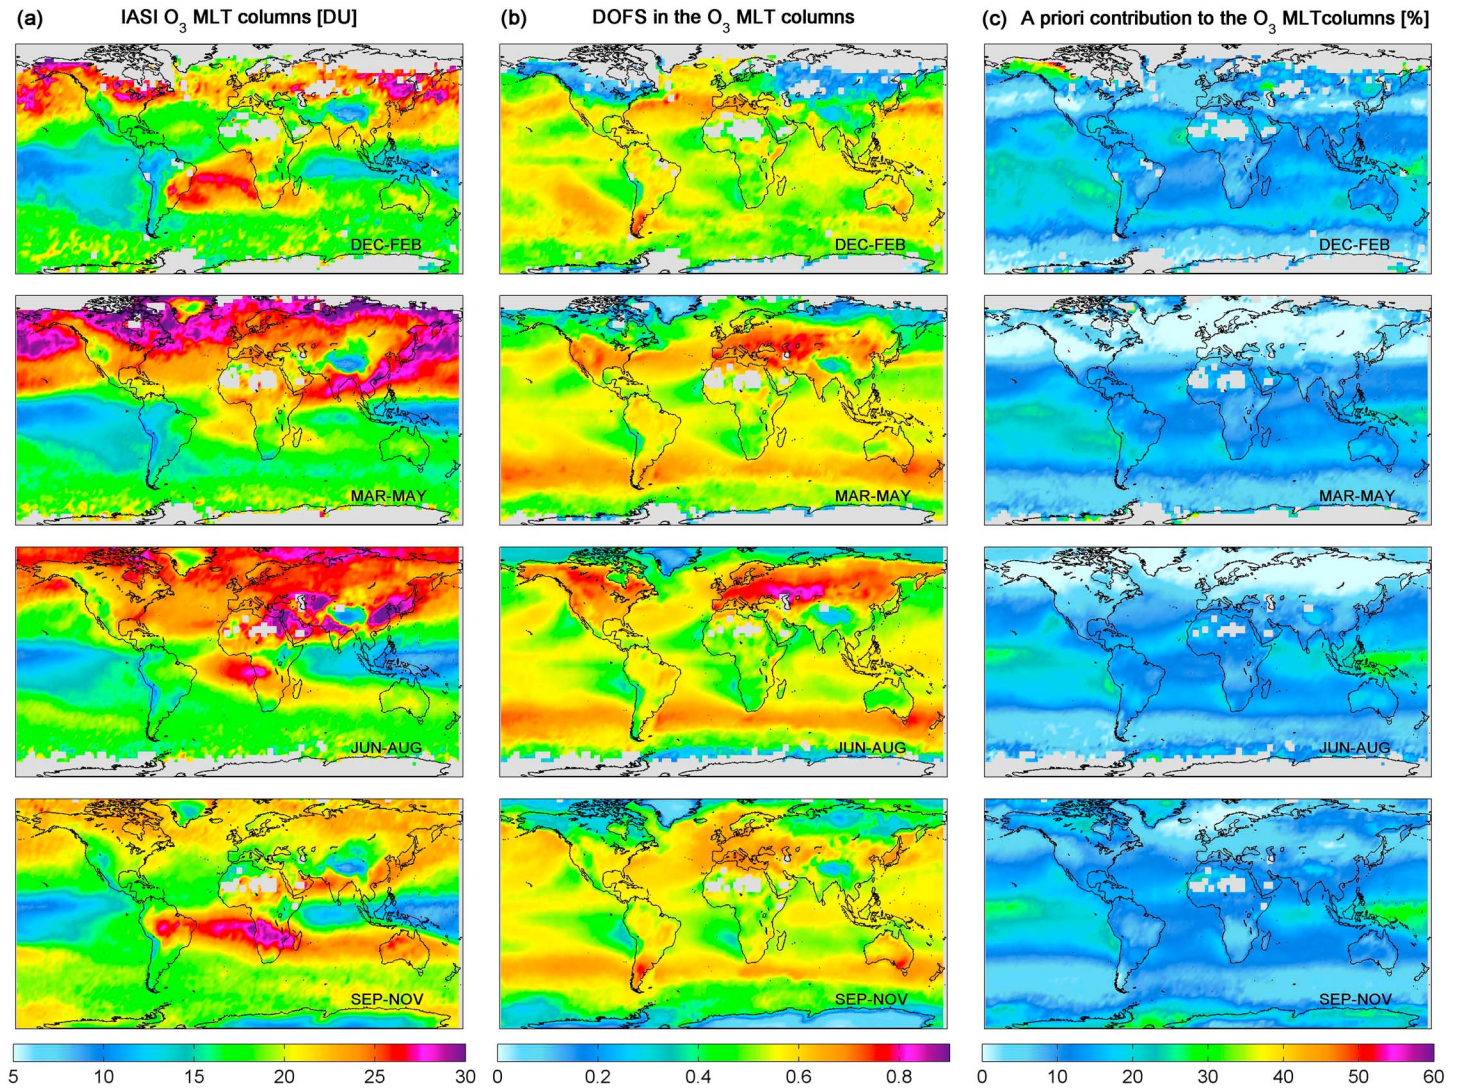 (a) IASI O3 MLT columns [DU]
(b) DOFS in the O3 MLT columns
(c) A priori contribution to the O3 MLTcolumns [%]
DEC-FEB
DEC-FEB
DEC-FEB
MAR-MAY
MAR-MAY
MAR-MAY
JUN-AUG
JUN-AUG
JUN-AUG
SEP-NOV
SEP-NOV
SEP-NOV
5 10 15 20 25 30
0 0.2 0.4 0.6 0.8
0 10 20 30 40 50 60